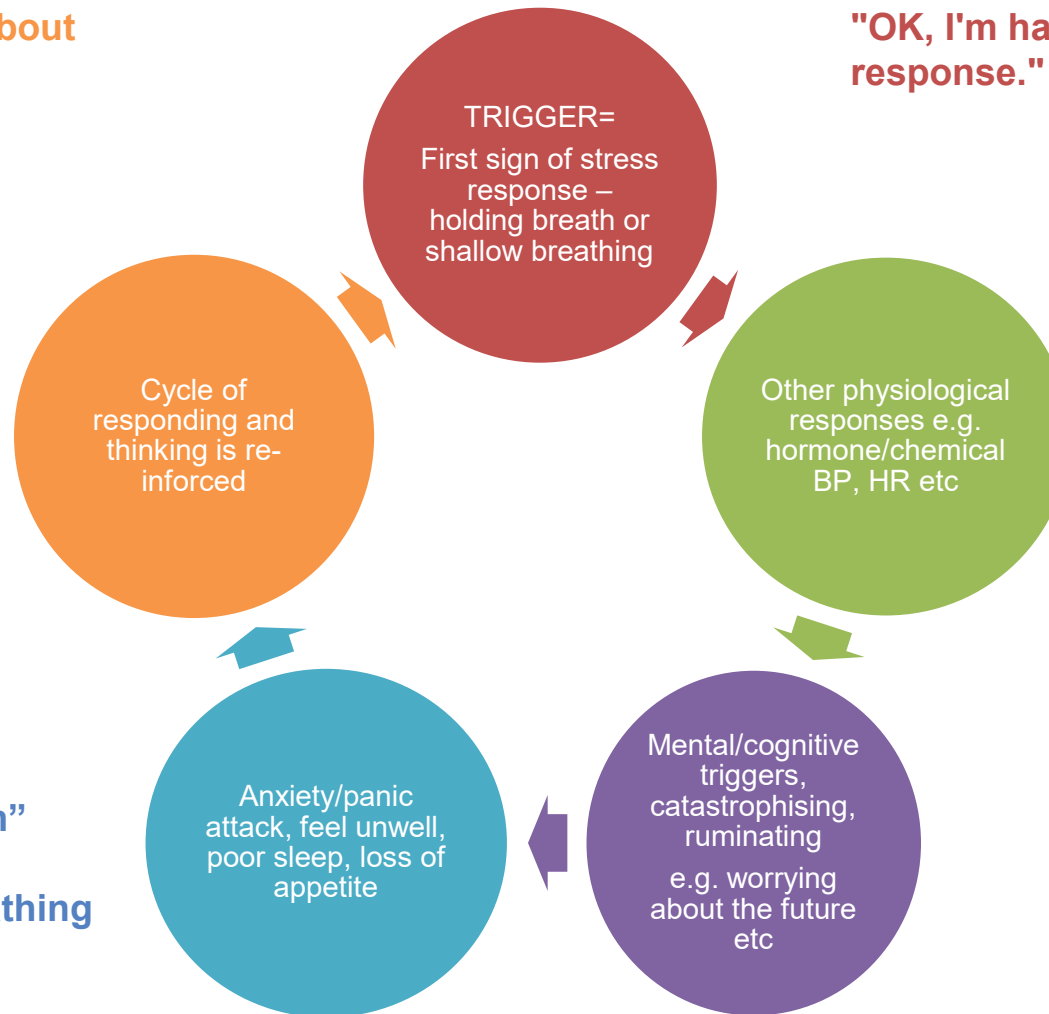 bout
"OK, I'm ha
response."
TRIGGER=
First sign of stress
response –
holding breath or
shallow breathing
Other physiological
responses e.g.
hormone/chemical
BP, HR etc
Mental/cognitive
triggers,
catastrophising,
ruminating
e.g. worrying
about the future
etc
Anxiety/panic
attack, feel unwell,
poor sleep, loss of
appetite
Cycle of
responding and
thinking is re-
inforced
”
thing